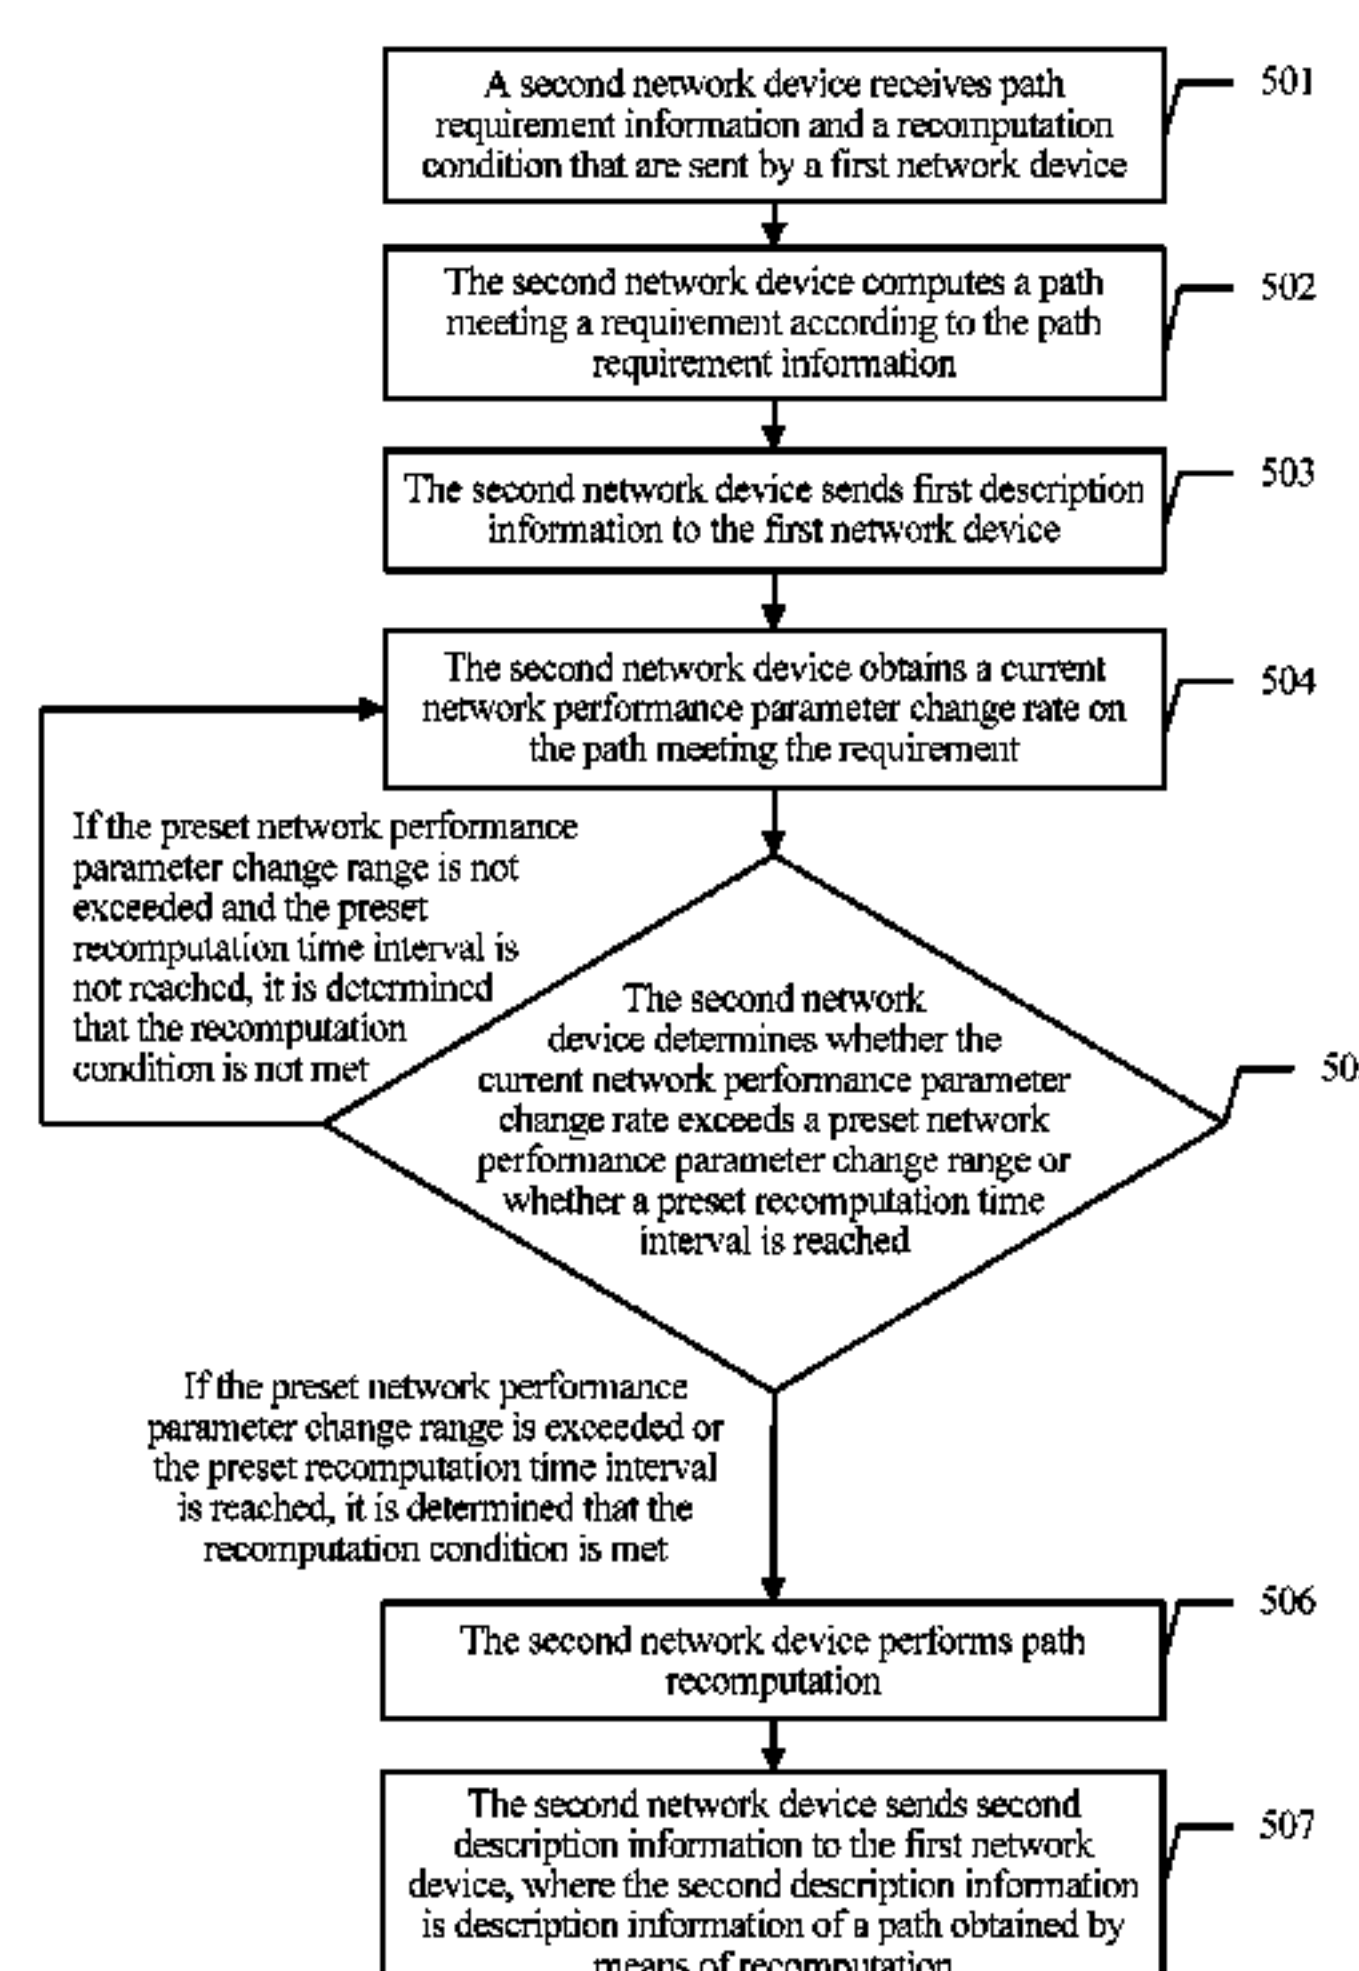 A second network device receives path
requirement information and a recomputation
condition that are sent by a first network device
501
The second network device computes a path
meeting a requirement according to the path
requirement information
502
The second network device sends first description
information to the first network device
503
The second network device obtains a current
network performance parameter change rate on
the path meeting the requirement
504
If the preset network performance
parameter change range is not
exceeded and the preset
recomputation time interval is
not reached, it is determined
that the recomputation
condition is not met
The second network
device determines whether the
current network performance parameter
change rate exceeds a preset network
performance parameter change range or
whether a preset recomputation time
interval is reached
50
If the preset network performance
parameter change range is exceeded or
the preset recomputation time interval
is reached, it is determined that the
recomputation condition is met
The second network device performs path
recomputation
506
The second network device sends second
description information to the first network
device, where the second description information
is description information of a path obtained by
means of recomputation
507